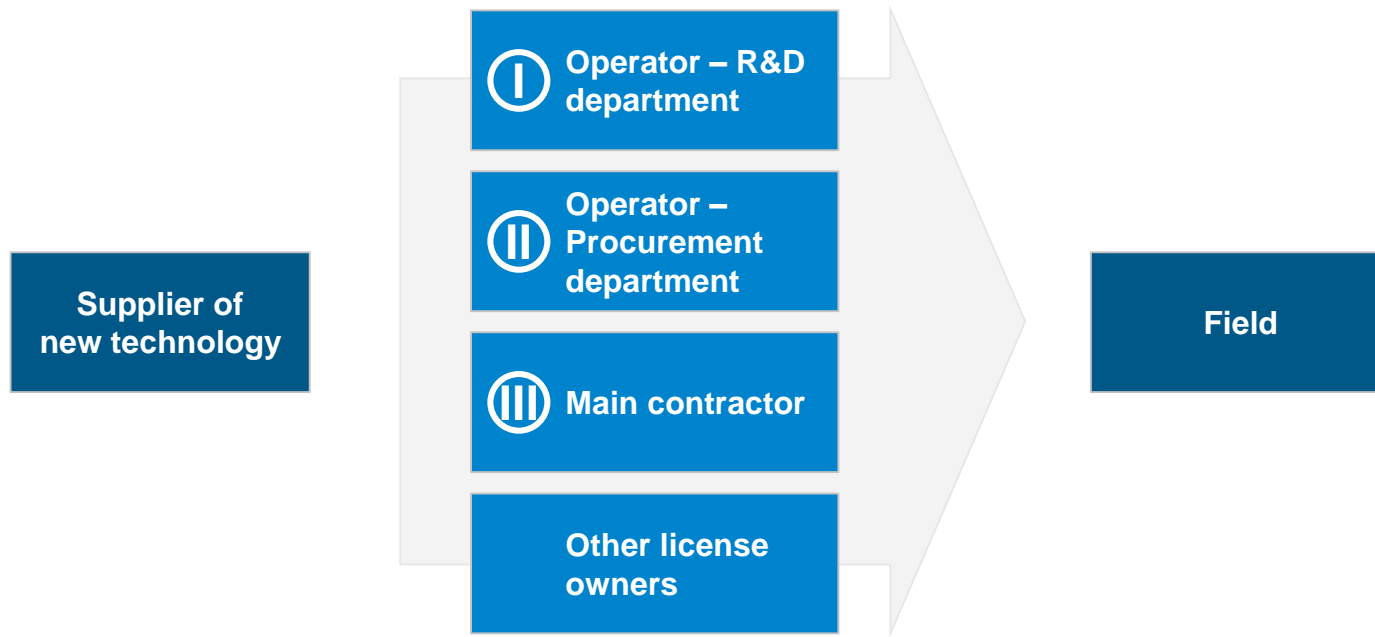 Supplier of
new technology
I
Operator – R&D
department
II
Operator –
Procurement
department
III
Main contractor
Other license
owners
Field